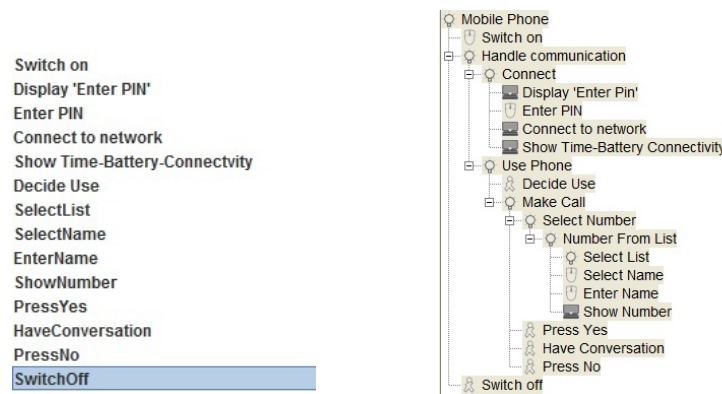 Switch on
Display 'Enter PIN'
Enter PIN
Connect to network
Show Time-Battery-Connectvity
Decide Use
SelectList
SelectName
EnterName
ShowNumber
PressYes
HaveConversation
PressNo
SwitchOff
Mobile Phone
Switch on
Handle communication
Connect
Display 'Enter Pin'
Enter PIN
Connect to network
Show Time-Battery Connectivity
Use Phone
Decide Use
Make Call
Select Number
Number From List
Select List
Select Name
Enter Name
Show Number
Press Yes
Have Conversation
Press No
Switch off